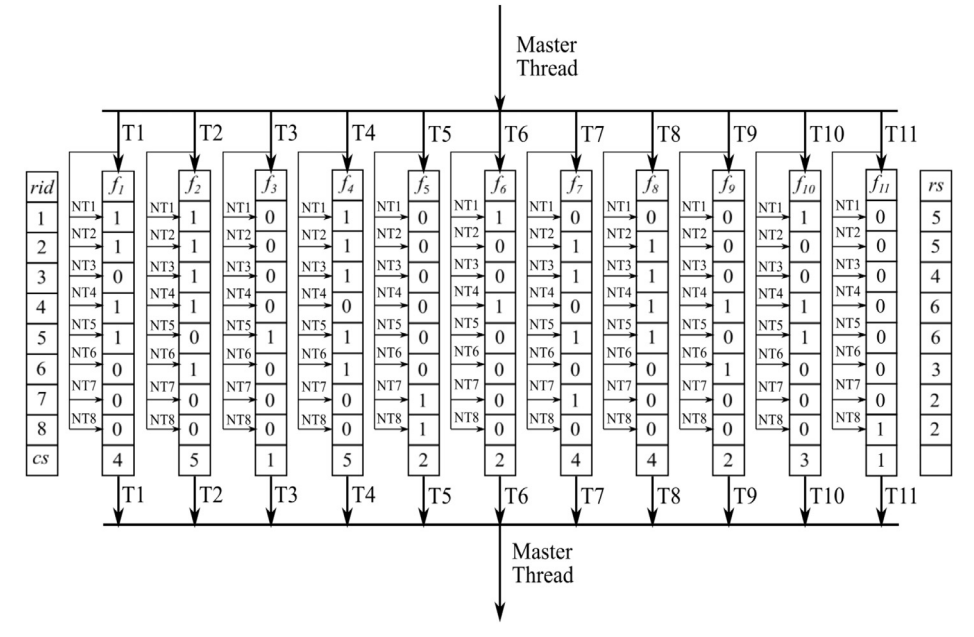 Master
Thread
T1 T2 T3 T4 T5 T6 T7 T8 T9 T10 T11
rid f1 f2 f3 f4 f5 f6 f7 f8 f9 f10 f11 rs
1 NT1 1 NT1 1 NT1 0 NT1 1 NT1 0 NT1 1 NT1 0 NT1 0 NT1 0 NT1 1 NT1 0 5
2 NT2 1 NT2 1 NT2 0 NT2 1 NT2 0 NT2 0 NT2 1 NT2 1 NT2 0 NT2 0 NT2 0 5
3 NT3 0 NT3 1 NT3 0 NT3 1 NT3 0 NT3 0 NT3 1 NT3 1 NT3 0 NT3 0 NT3 0 4
4 NT4 1 NT4 1 NT4 0 NT4 0 NT4 0 NT4 1 NT4 0 NT4 1 NT4 1 NT4 1 NT4 0 6
5 NT5 1 NT5 0 NT5 1 NT5 1 NT5 0 NT5 0 NT5 1 NT5 1 NT5 0 NT5 1 NT5 0 6
6 NT6 0 NT6 1 NT6 0 NT6 1 NT6 0 NT6 0 NT6 0 NT6 0 NT6 1 NT6 0 NT6 0 3
7 NT7 0 NT7 0 NT7 0 NT7 0 NT7 1 NT7 0 NT7 1 NT7 0 NT7 0 NT7 0 NT7 0 2
8 NT8 0 NT8 0 NT8 0 NT8 0 NT8 1 NT8 0 NT8 0 NT8 0 NT8 0 NT8 0 NT8 1 2
cs 4 5 1 5 2 2 4 4 2 3 1
T1 T2 T3 T4 T5 T6 T7 T8 T9 T10 T11
Master
Thread